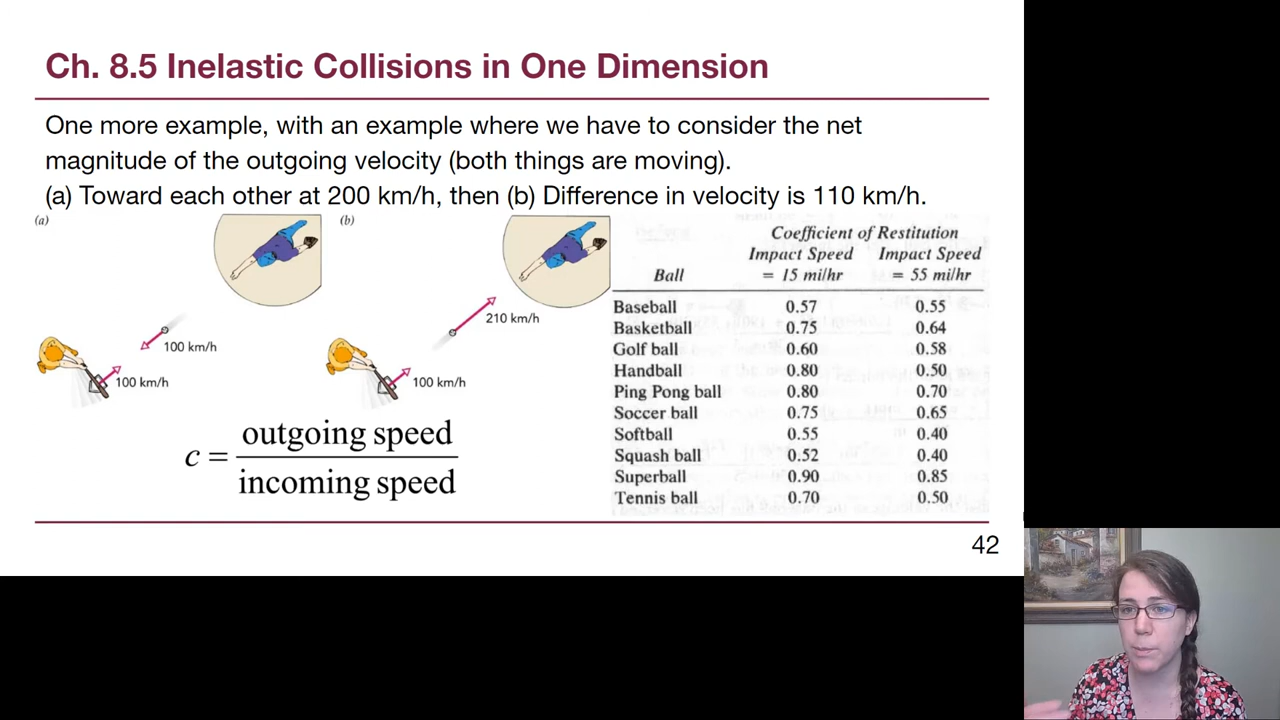 Ch. 8.5 Inelastic Collisions in One Dimension
One more example, with an example where we have to consider the net
magnitude of the outgoing velocity (both things are moving).
(a) Toward each other at 200 km/h, then (b) Difference in velocity is 110 km/h.
(a)
100 km/h
100 km/h
(b)
210 km/h
100 km/h
c = outgoing speed
incoming speed
Coefficient of Restitution
Impact Speed Impact Speed
Ball = 15 mi/hr = 55 mi/hr
Baseball 0.57 0.55
Basketball 0.75 0.64
Golf ball 0.60 0.58
Handball 0.80 0.50
Ping Pong ball 0.80 0.70
Soccer ball 0.75 0.65
Softball 0.55 0.40
Squash ball 0.52 0.40
Superball 0.90 0.85
Tennis ball 0.70 0.50
42